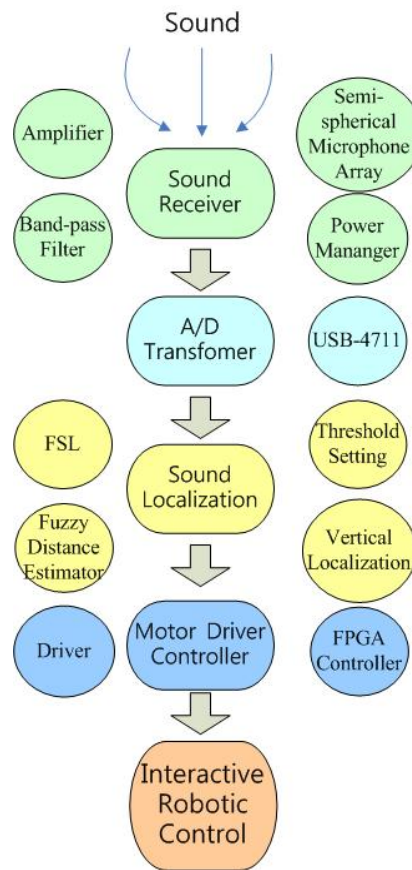 Sound
Amplifier
Semi-
spherical
Microphone
Array
Sound
Receiver
Band-pass
Filter
Power
Mananger
A/D
Transfomer
USB-4711
FSL
Threshold
Setting
Sound
Localization
Fuzzy
Distance
Estimator
Vertical
Localization
Driver
Motor Driver
Controller
FPGA
Controller
Interactive
Robotic
Control